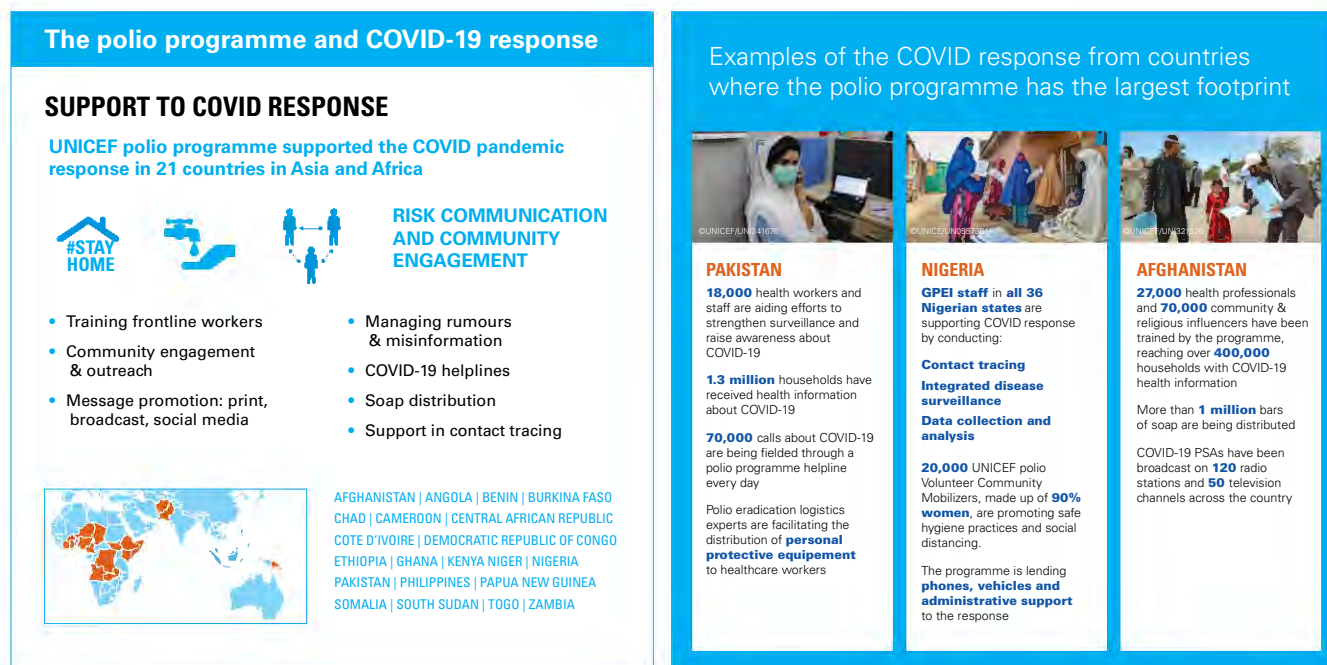 The polio programme and COVID-19 response
SUPPORT TO COVID RESPONSE
UNICEF polio programme supported the COVID pandemic
response in 21 countries in Asia and Africa
#STAY
HOME
RISK COMMUNICATION
AND COMMUNITY
ENGAGEMENT
• Training frontline workers
• Community engagement
& outreach
• Message promotion: print,
broadcast, social media
• Managing rumours
& misinformation
• COVID-19 helplines
• Soap distribution
• Support in contact tracing
AFGHANISTAN | ANGOLA | BENIN | BURKINA FASO
CHAD | CAMEROON | CENTRAL AFRICAN REPUBLIC
COTE D'IVOIRE | DEMOCRATIC REPUBLIC OF CONGO
ETHIOPIA | GHANA | KENYA NIGER | NIGERIA
PAKISTAN | PHILIPPINES | PAPUA NEW GUINEA
SOMALIA | SOUTH SUDAN | TOGO | ZAMBIA
Examples of the COVID response from countries
where the polio programme has the largest footprint
©UNICEF/UNI341676
PAKISTAN
18,000 health workers and
staff are aiding efforts to
strengthen surveillance and
raise awareness about
COVID-19
1.3 million households have
received health information
about COVID-19
70,000 calls about COVID-19
are being fielded through a
polio programme helpline
every day
Polio eradication logistics
experts are facilitating the
distribution of personal
protective equipement
to healthcare workers
NIGERIA
GPEI staff in all 36
Nigerian states are
supporting COVID response
by conducting:
Contact tracing
Integrated disease
surveillance
Data collection and
analysis
20,000 UNICEF polio
Volunteer Community
Mobilizers, made up of 90%
women, are promoting safe
hygiene practices and social
distancing.
The programme is lending
phones, vehicles and
administrative support
to the response
©UNICEF/UNI321626
AFGHANISTAN
27,000 health professionals
and 70,000 community &
religious influencers have been
trained by the programme,
reaching over 400,000
households with COVID-19
health information
More than 1 million bars
of soap are being distributed
COVID-19 PSAs have been
broadcast on 120 radio
stations and 50 television
channels across the country